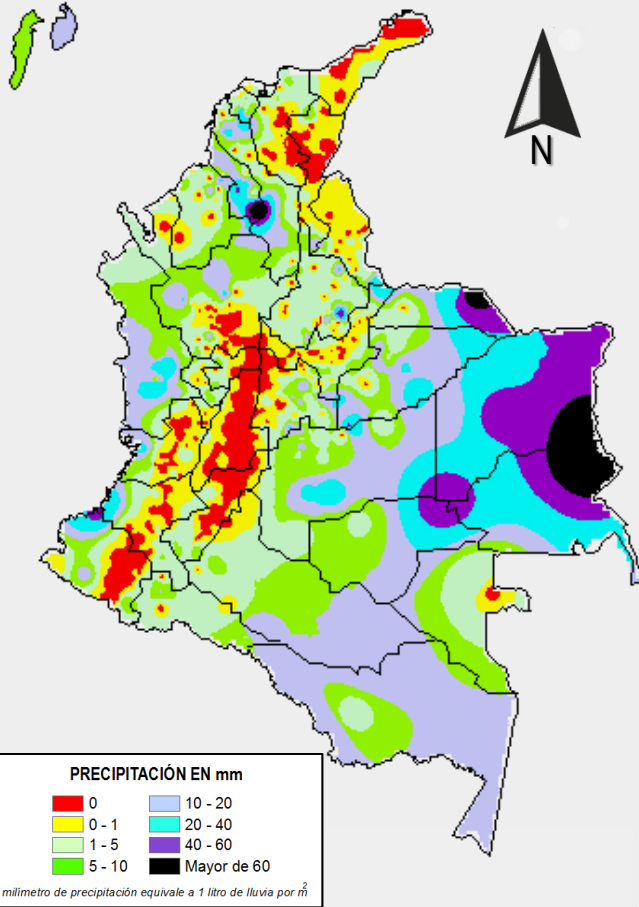 N
PRECIPITACIÓN EN mm
0
10 - 20
0 - 1
20 - 40
1 - 5
40 - 60
5 - 10
Mayor de 60
milimetro de precipitación equivale a 1 litro de lluvia por m²